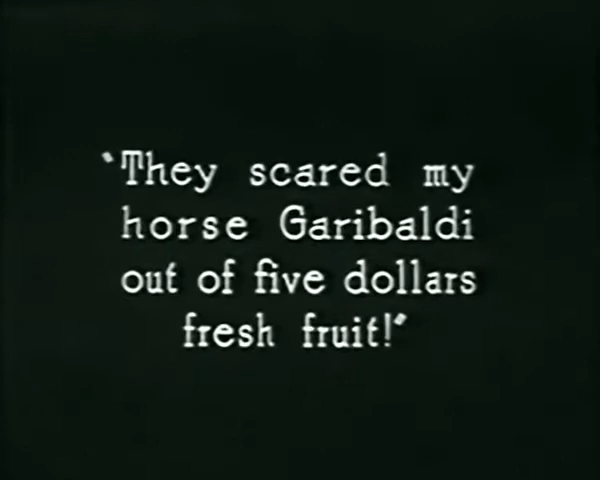 "They scared my
horse Garibaldi
out of five dollars
fresh fruit!"